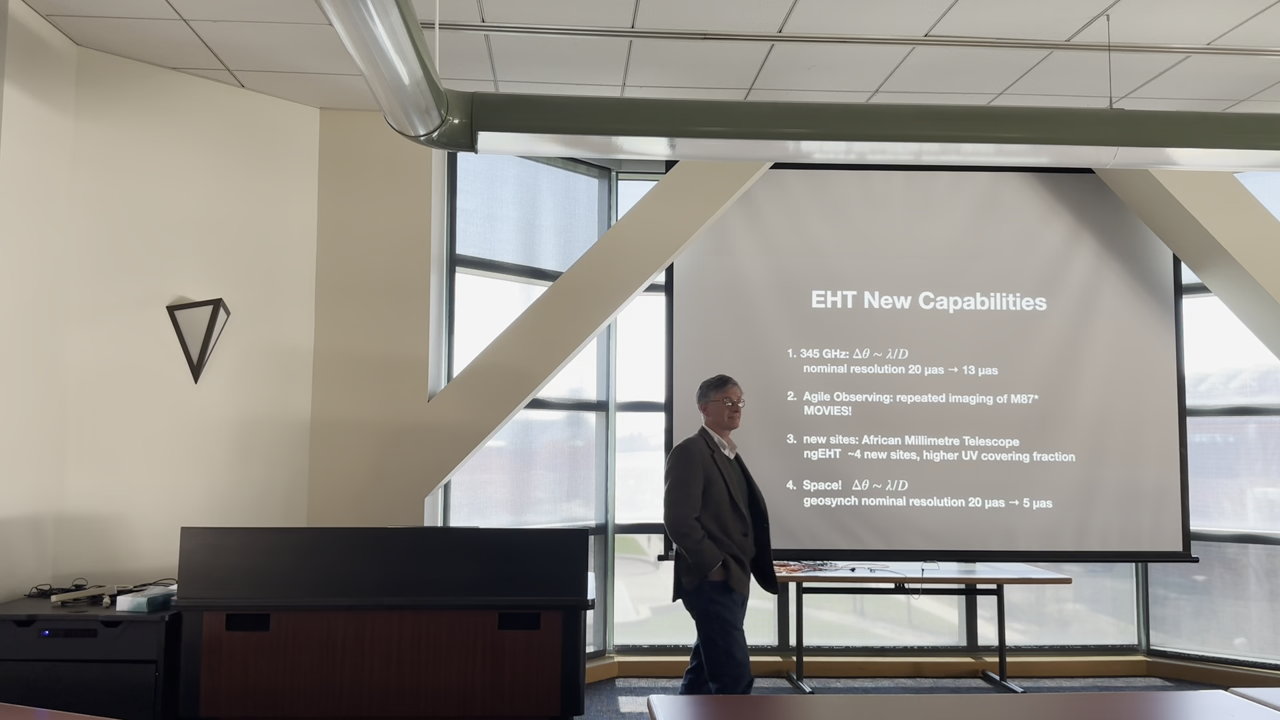 EHT New Capabilities
1. 345 GHz: Δθ ~ λ/D
nominal resolution 20 μas → 13 μas
2. Agile Observing: repeated imaging of M87*
MOVIES!
3. new sites: African Millimetre Telescope
ngEHT ~4 new sites, higher UV covering fraction
4. Space! Δθ ~ λ/D
geosynch nominal resolution 20 μas → 5 μas